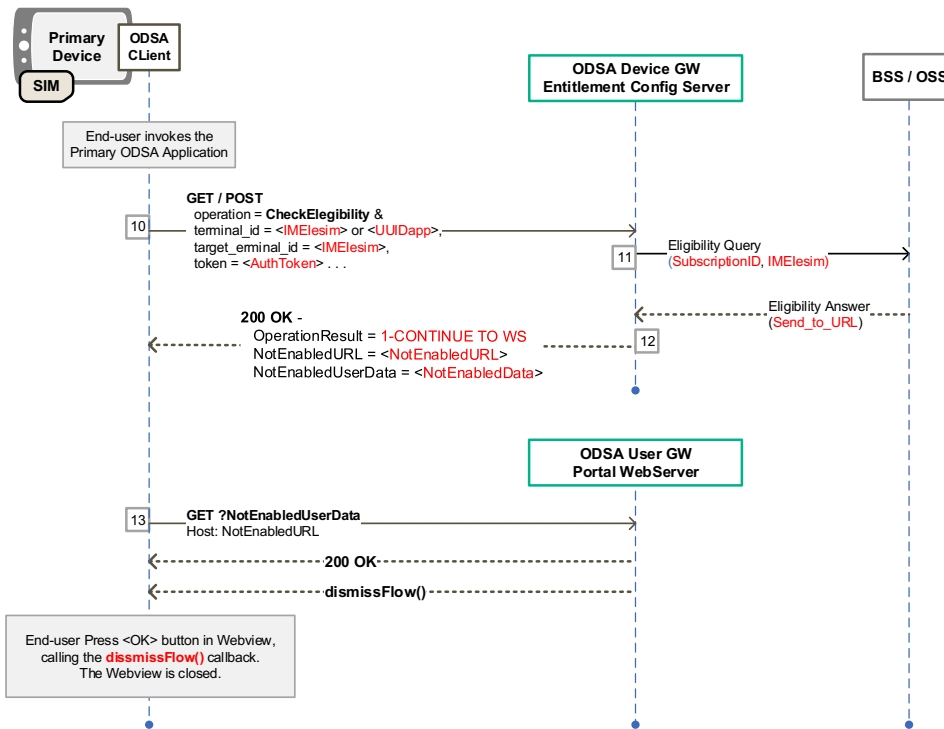 Primary
Device
SIM
ODSA
CLient
ODSA Device GW
Entitlement Config Server
BSS / OSS
End-user invokes the
Primary ODSA Application
10
GET / POST
operation = CheckElegibility &
terminal_id = <IMEIesim> or <UUIDapp>,
target_erminal_id = <IMEIesim>,
token = <AuthToken> . . .
11
Eligibility Query
(SubscriptionID, IMEIesim)
Eligibility Answer
(Send_to_URL)
12
200 OK -
OperationResult = 1-CONTINUE TO WS
NotEnabledURL = <NotEnabledURL>
NotEnabledUserData = <NotEnabledData>
ODSA User GW
Portal WebServer
13
GET ?NotEnabledUserData
Host: NotEnabledURL
200 OK
dismissFlow()
End-user Press <OK> button in Webview,
calling the dissmissFlow() callback.
The Webview is closed.